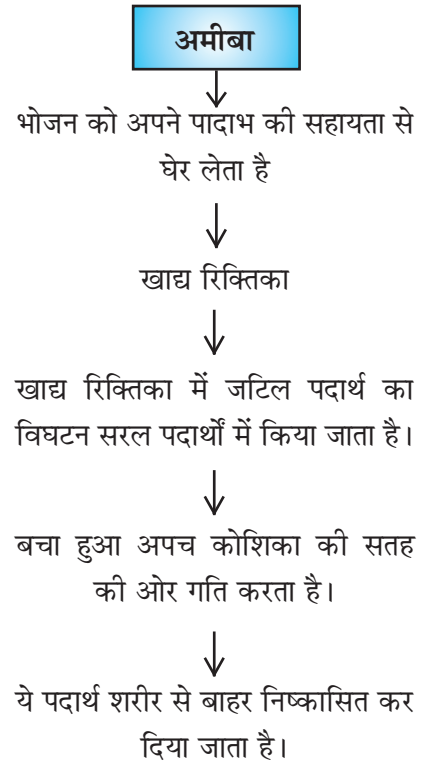 अमीबा
भोजन को अपने पादाभ की सहायता से
घेर लेता है
खाद्य रिक्तिका
खाद्य रिक्तिका में जटिल पदार्थ का
विघटन सरल पदार्थों में किया जाता है।
बचा हुआ अपच कोशिका की सतह
की ओर गति करता है।
ये पदार्थ शरीर से बाहर निष्कासित कर
दिया जाता है।